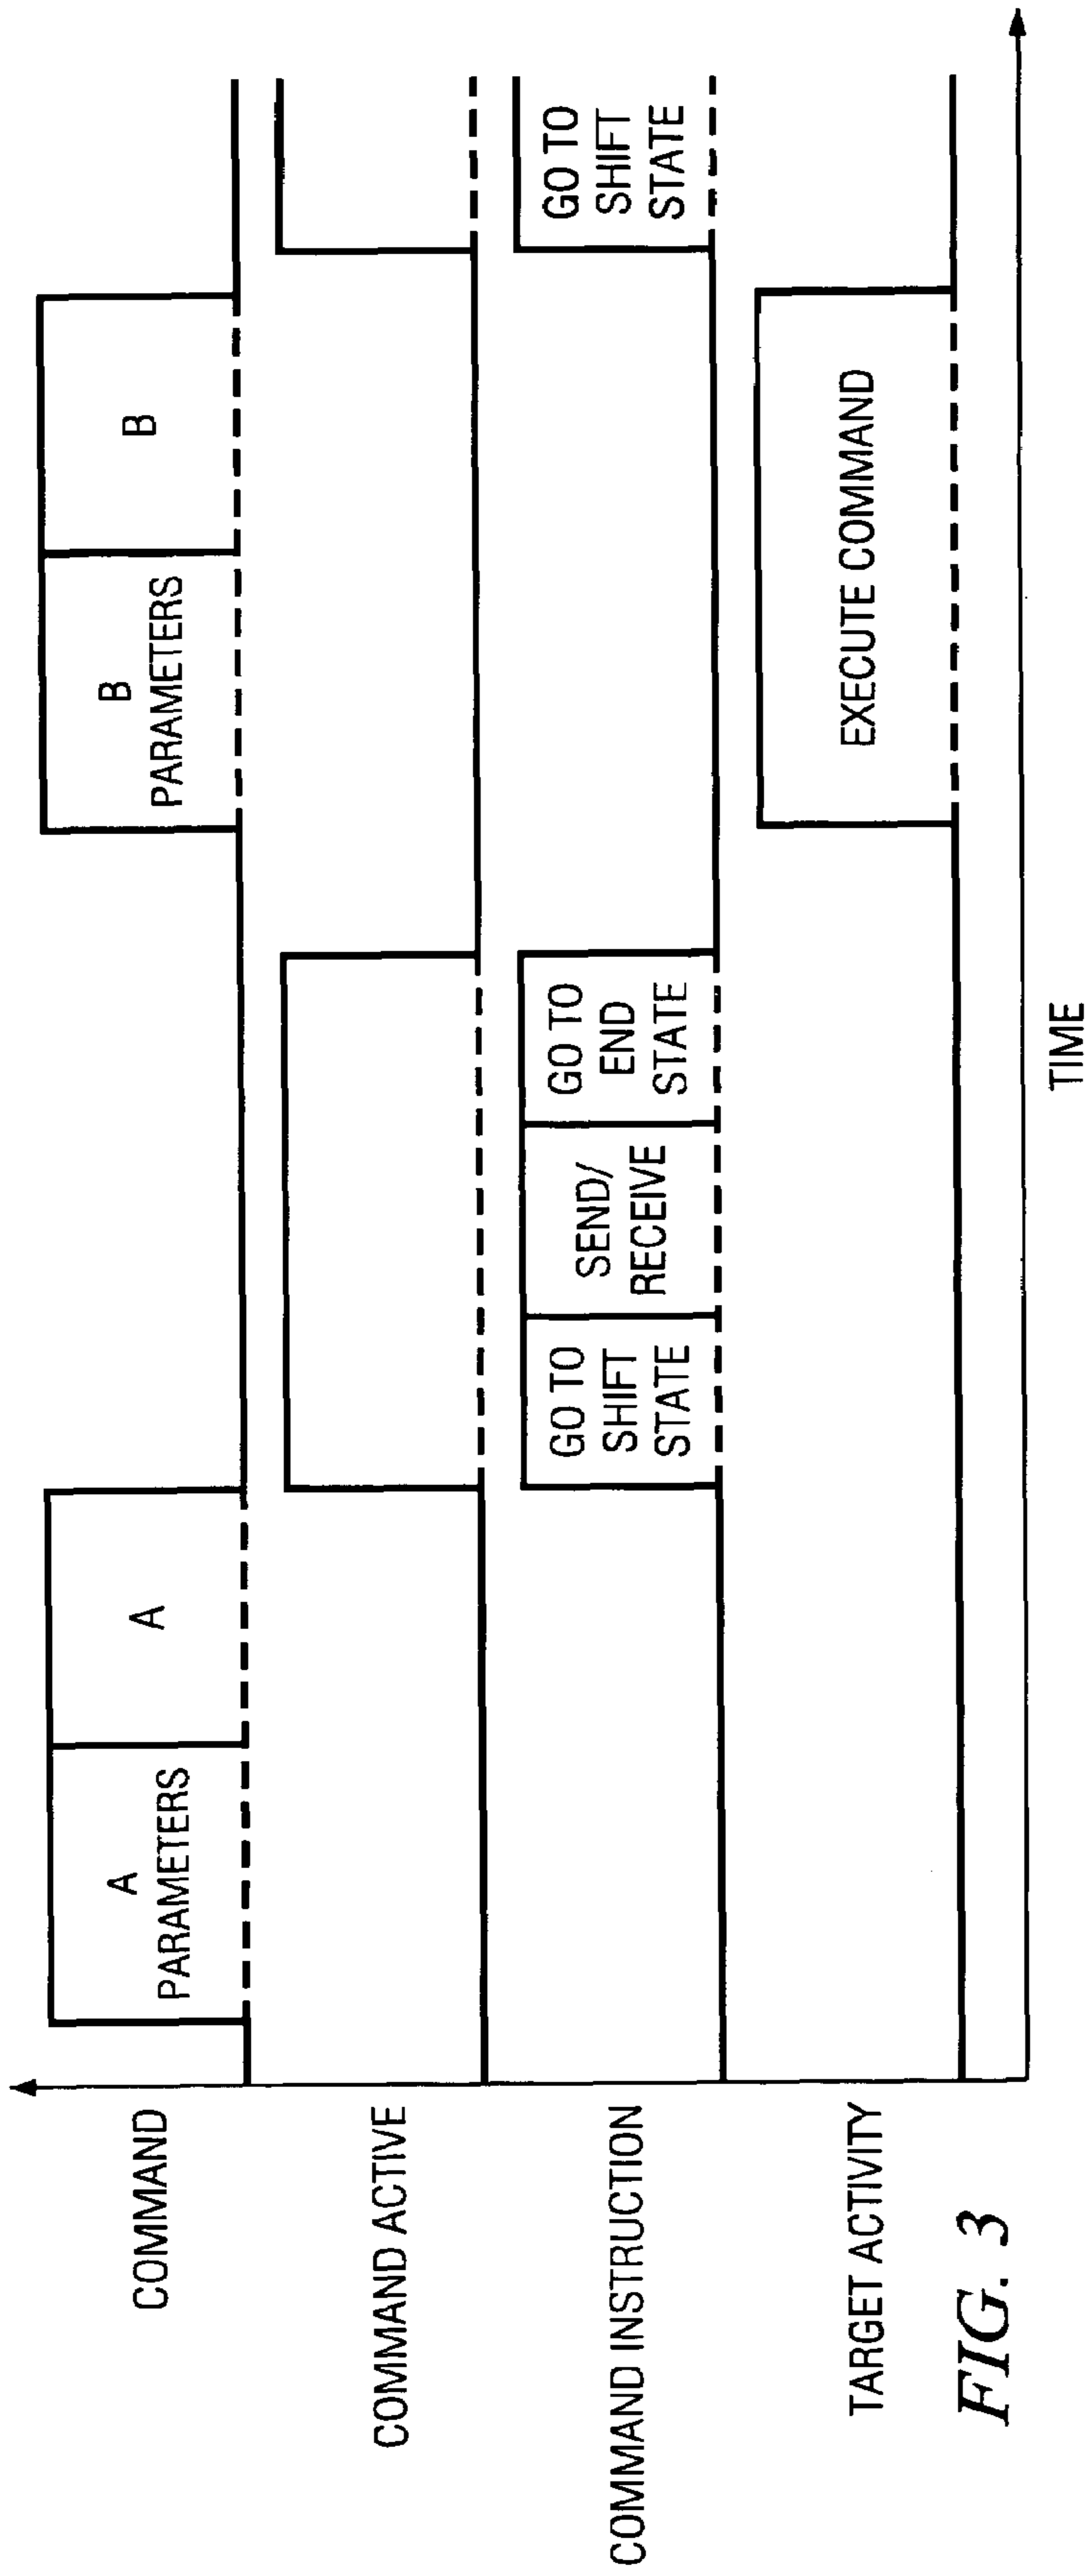 COMMAND
A
PARAMETERS
A
B
PARAMETERS
B
COMMAND ACTIVE
COMMAND INSTRUCTION
GO TO
SHIFT
STATE
SEND/
RECEIVE
GO TO
END
STATE
GO TO
SHIFT
STATE
TARGET ACTIVITY
EXECUTE COMMAND
TIME
FIG. 3